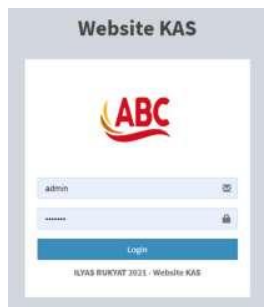 Website KAS
ABC
admin
•••••••
Login
ILYAS RUKYAT 2021 - Website KAS